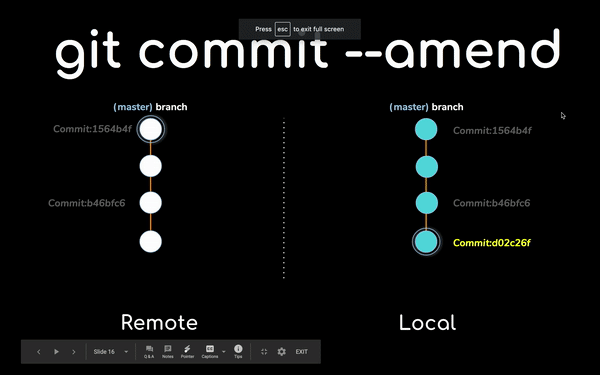 Press esc to exit full screen
git commit --amend
(master) branch
(master) branch
Commit:1564b4f
Commit:1564b4f
Commit:b46bfc6
Commit:b46bfc6
Commit:d02c26f
Remote
Local
Slide 16
Q&A
Notes
Pointer
Captions
Tips
EXIT